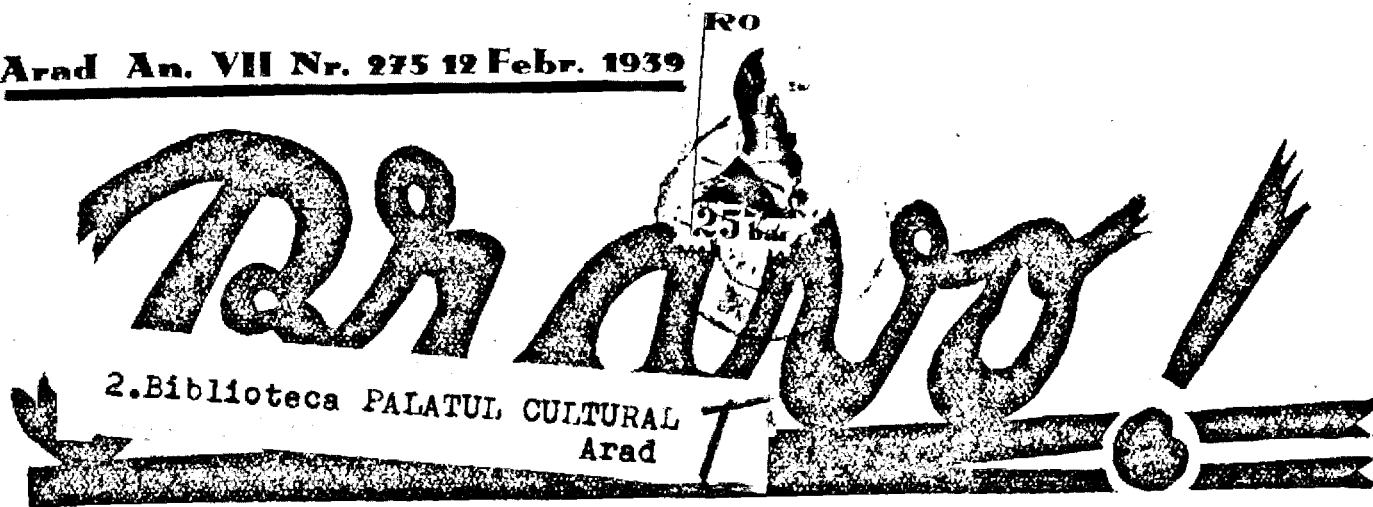 Arad An. VII Nr. 275 12 Febr. 1939
RO
25 bani
Bravo!
2.Biblioteca PALATUL CULTURAL
Arad